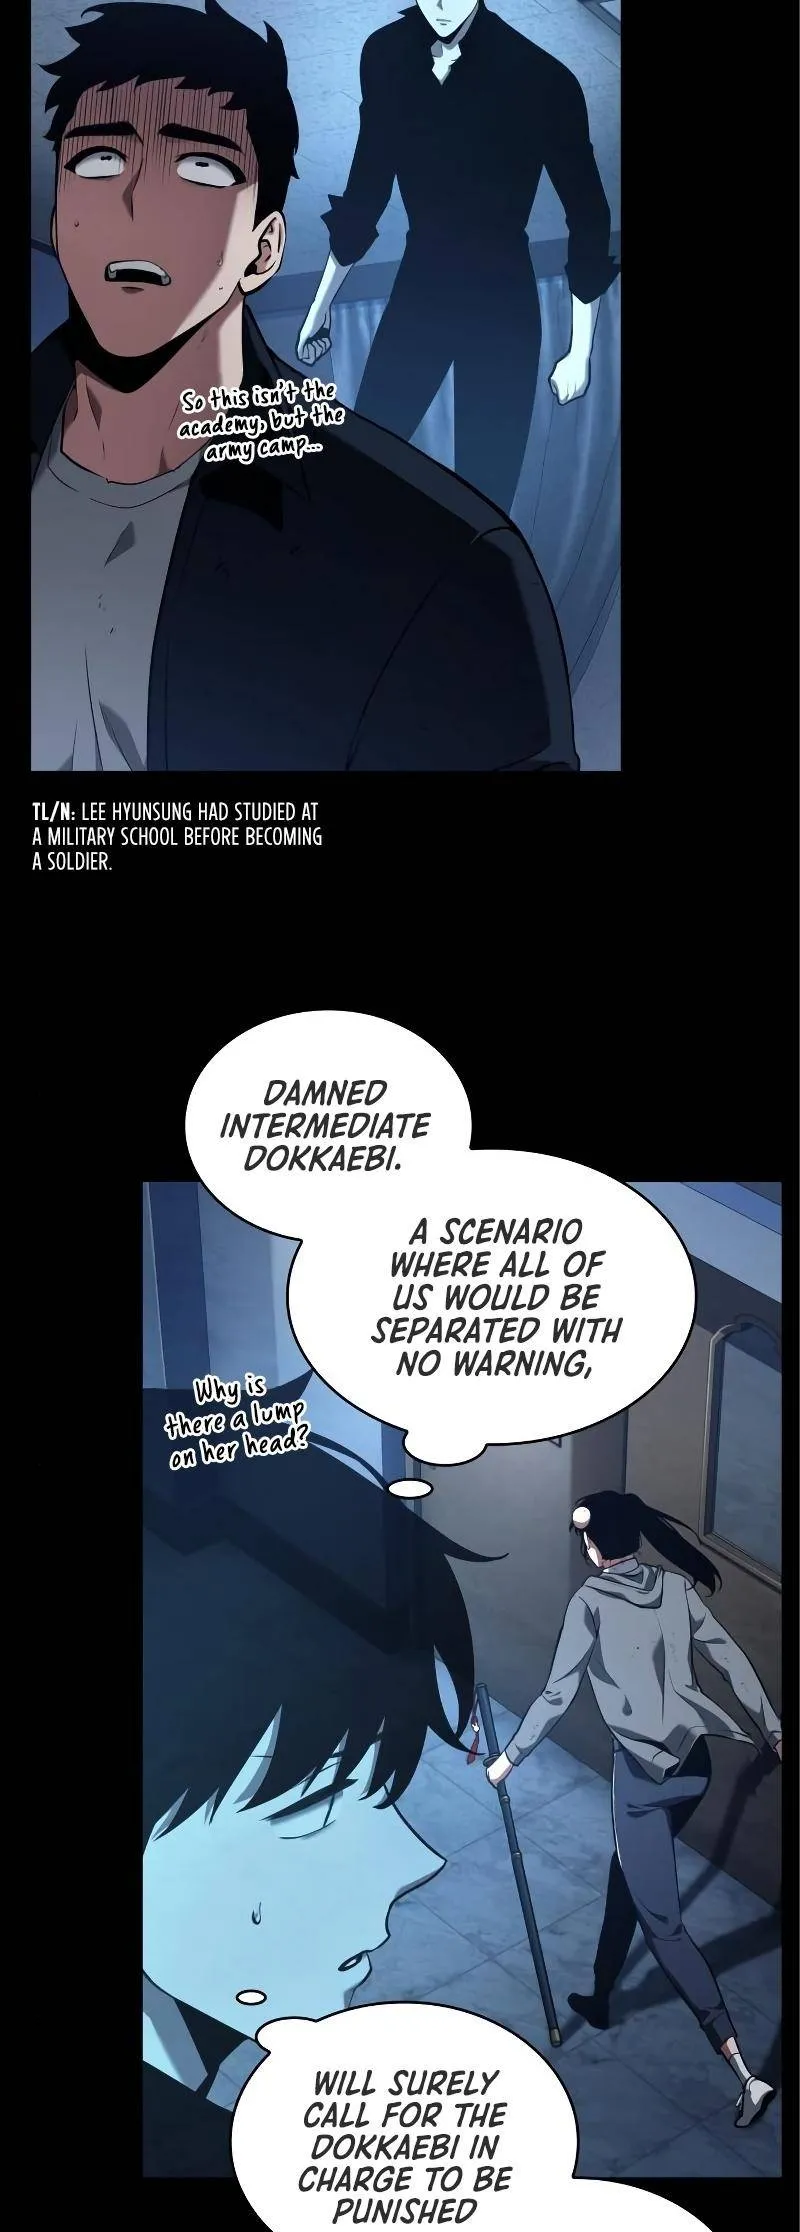 So this isn't the
academy, but the
army camp...
TL/N: LEE HYUNSUNG HAD STUDIED AT
A MILITARY SCHOOL BEFORE BECOMING
A SOLDIER.
DAMNED
INTERMEDIATE
DOKKAEBI.
A SCENARIO
WHERE ALL OF
US WOULD BE
SEPARATED WITH
NO WARNING,
Why is
there a lump
on her head?
WILL SURELY
CALL FOR THE
DOKKAEBI IN
CHARGE TO BE
PUNISHED